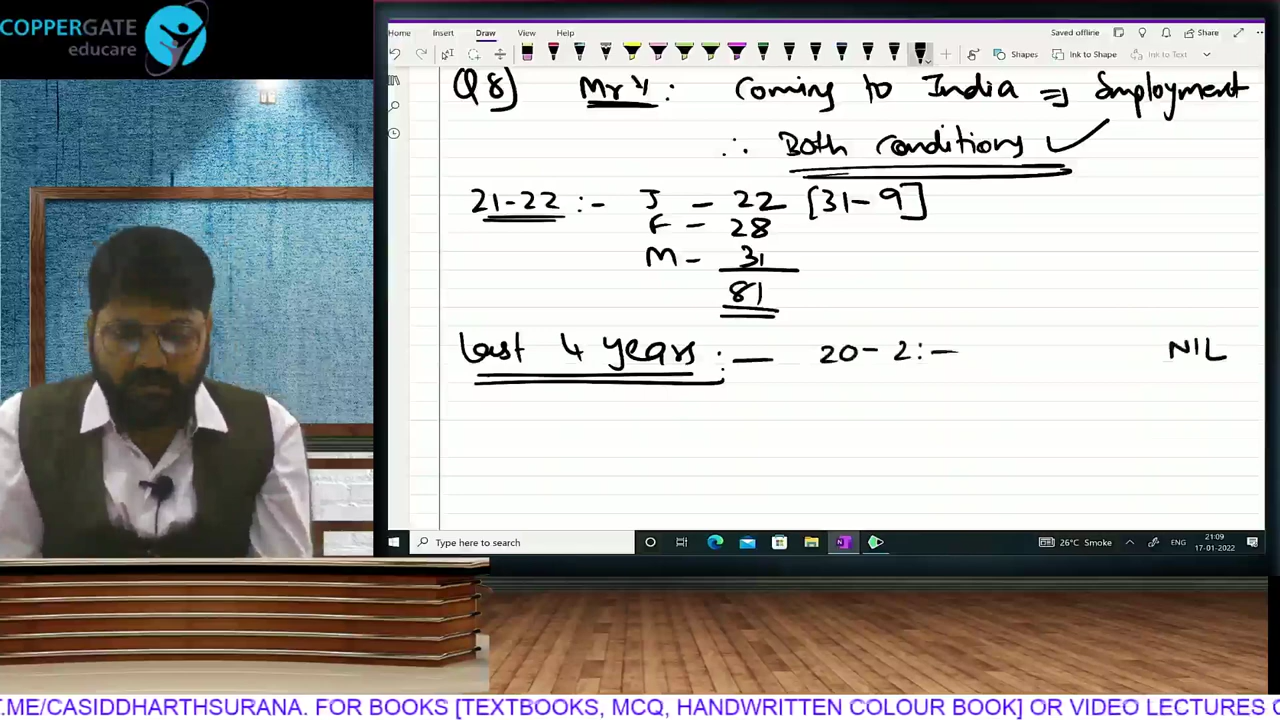 COPPERGATE
educare
Home Insert Draw View Help
Saved offline Share
Shapes Ink to Shape Ink to Text
Q8] Mr Y: Coming to India ⇒ Employment
∴ Both conditions ✓
21-22 :- J - 22 [31-9]
F - 28
M - 31
81
Last 4 years :— 20-2:- NIL
Type here to search
26°C Smoke ENG 21:09
17-01-2022
T.ME/CASIDDHARTHSURANA. FOR BOOKS [TEXTBOOKS, MCQ, HANDWRITTEN COLOUR BOOK] OR VIDEO LECTURES